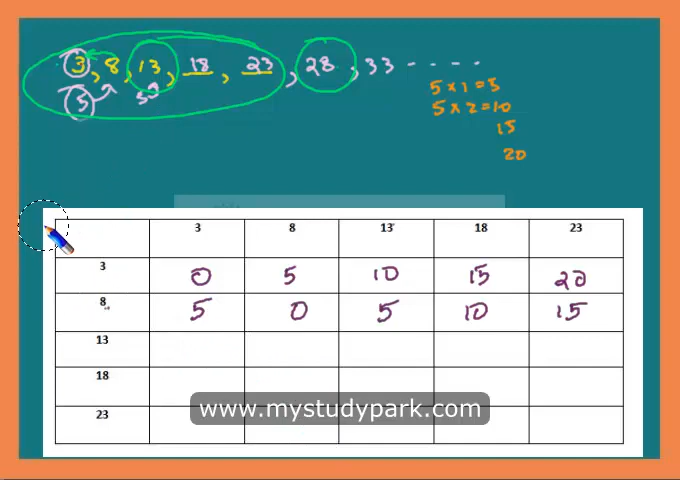 3, 8, 13, 18, 23, 28, 33 - - - - -
5 5
5 x 1 = 5
5 x 2 = 10
15
20
3 8 13 18 23
3 0 5 10 15 20
8 5 0 5 10 15
13
18
23
www.mystudypark.com